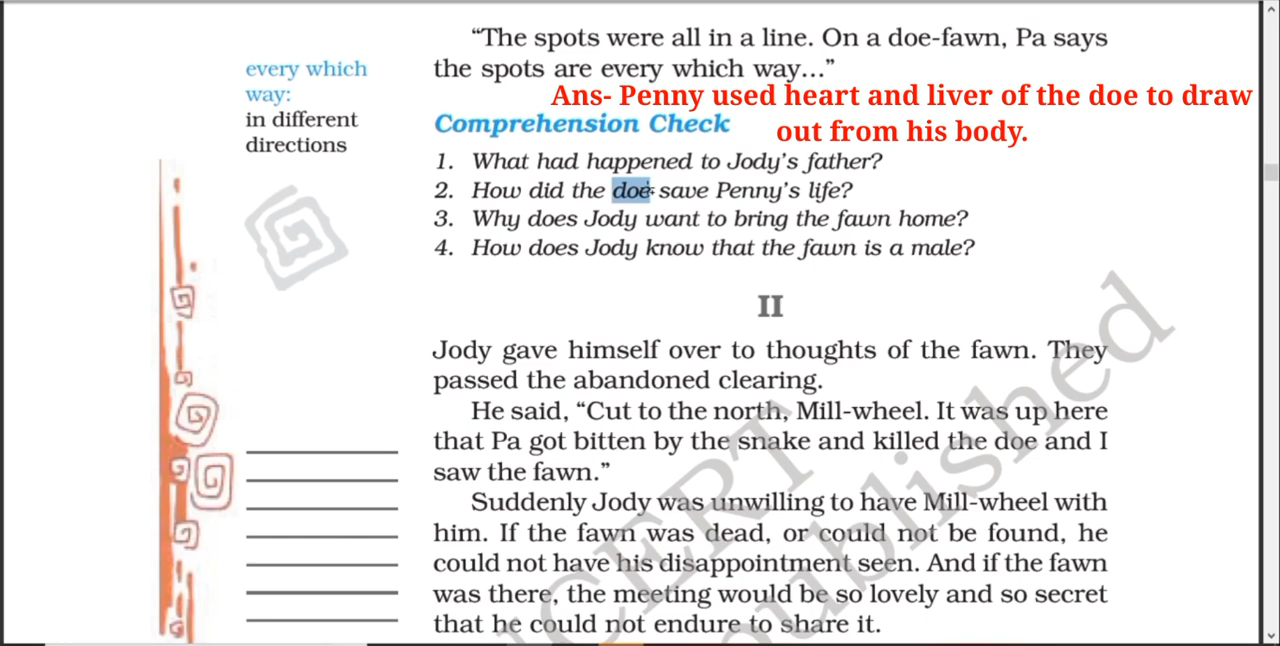 “The spots were all in a line. On a doe-fawn, Pa says
the spots are every which way...”
every which
way:
in different
directions
Ans- Penny used heart and liver of the doe to draw
out from his body.
Comprehension Check
1. What had happened to Jody’s father?
2. How did the doe save Penny’s life?
3. Why does Jody want to bring the fawn home?
4. How does Jody know that the fawn is a male?
II
Jody gave himself over to thoughts of the fawn. They
passed the abandoned clearing.
He said, “Cut to the north, Mill-wheel. It was up here
that Pa got bitten by the snake and killed the doe and I
saw the fawn.”
Suddenly Jody was unwilling to have Mill-wheel with
him. If the fawn was dead, or could not be found, he
could not have his disappointment seen. And if the fawn
was there, the meeting would be so lovely and so secret
that he could not endure to share it.
NCERT
published